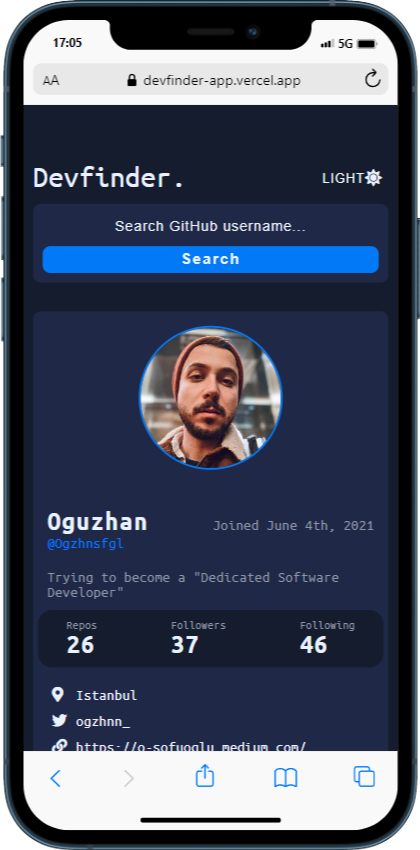 17:05
5G
AA
devfinder-app.vercel.app
Devfinder.
LIGHT
Search GitHub username...
Search
Oguzhan
Joined June 4th, 2021
@Ogzhnsfgl
Trying to become a "Dedicated Software
Developer"
Repos Followers Following
26 37 46
Istanbul
ogzhnn_
https://o-sofuoglu.medium.com/